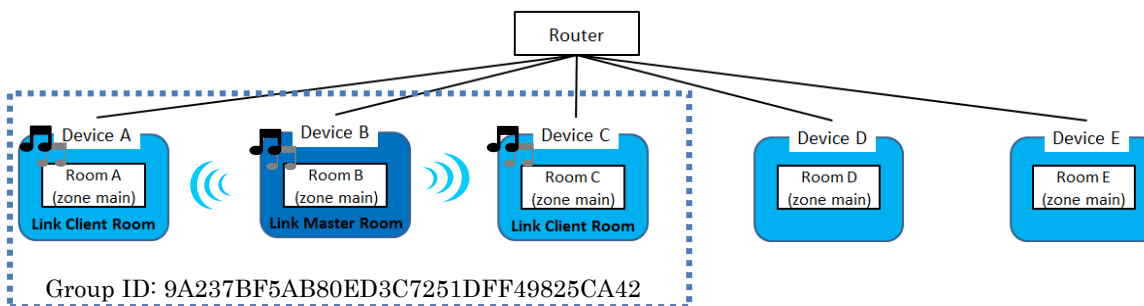 Router
Device A
Device B
Device C
Device D
Device E
Room A
(zone main)
Room B
(zone main)
Room C
(zone main)
Room D
(zone main)
Room E
(zone main)
Link Client Room
Link Master Room
Link Client Room
Group ID: 9A237BF5AB80ED3C7251DFF49825CA42